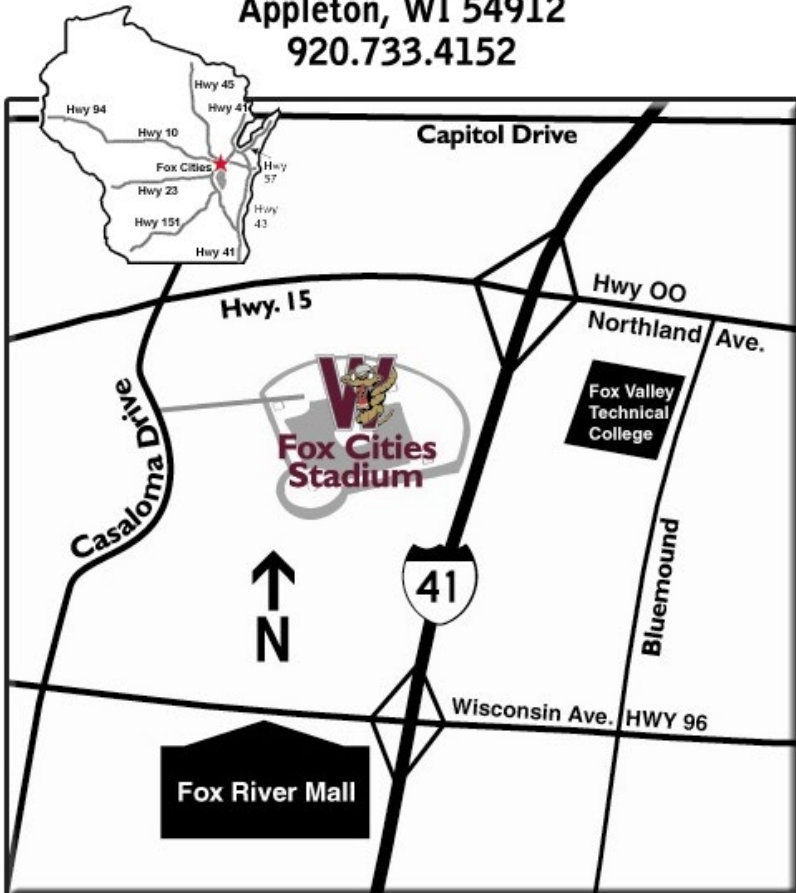 Appleton, WI 54912
920.733.4152
Hwy 45
Hwy 41
Hwy 94
Hwy 10
Fox Cities
Hwy
57
Hwy 23
Hwy
43
Hwy 151
Hwy 41
Capitol Drive
Hwy. 15
Hwy OO
Northland Ave.
Fox Valley
Technical
College
W
Fox Cities
Stadium
Casaloma Drive
41
N
Bluemound
Wisconsin Ave. HWY 96
Fox River Mall